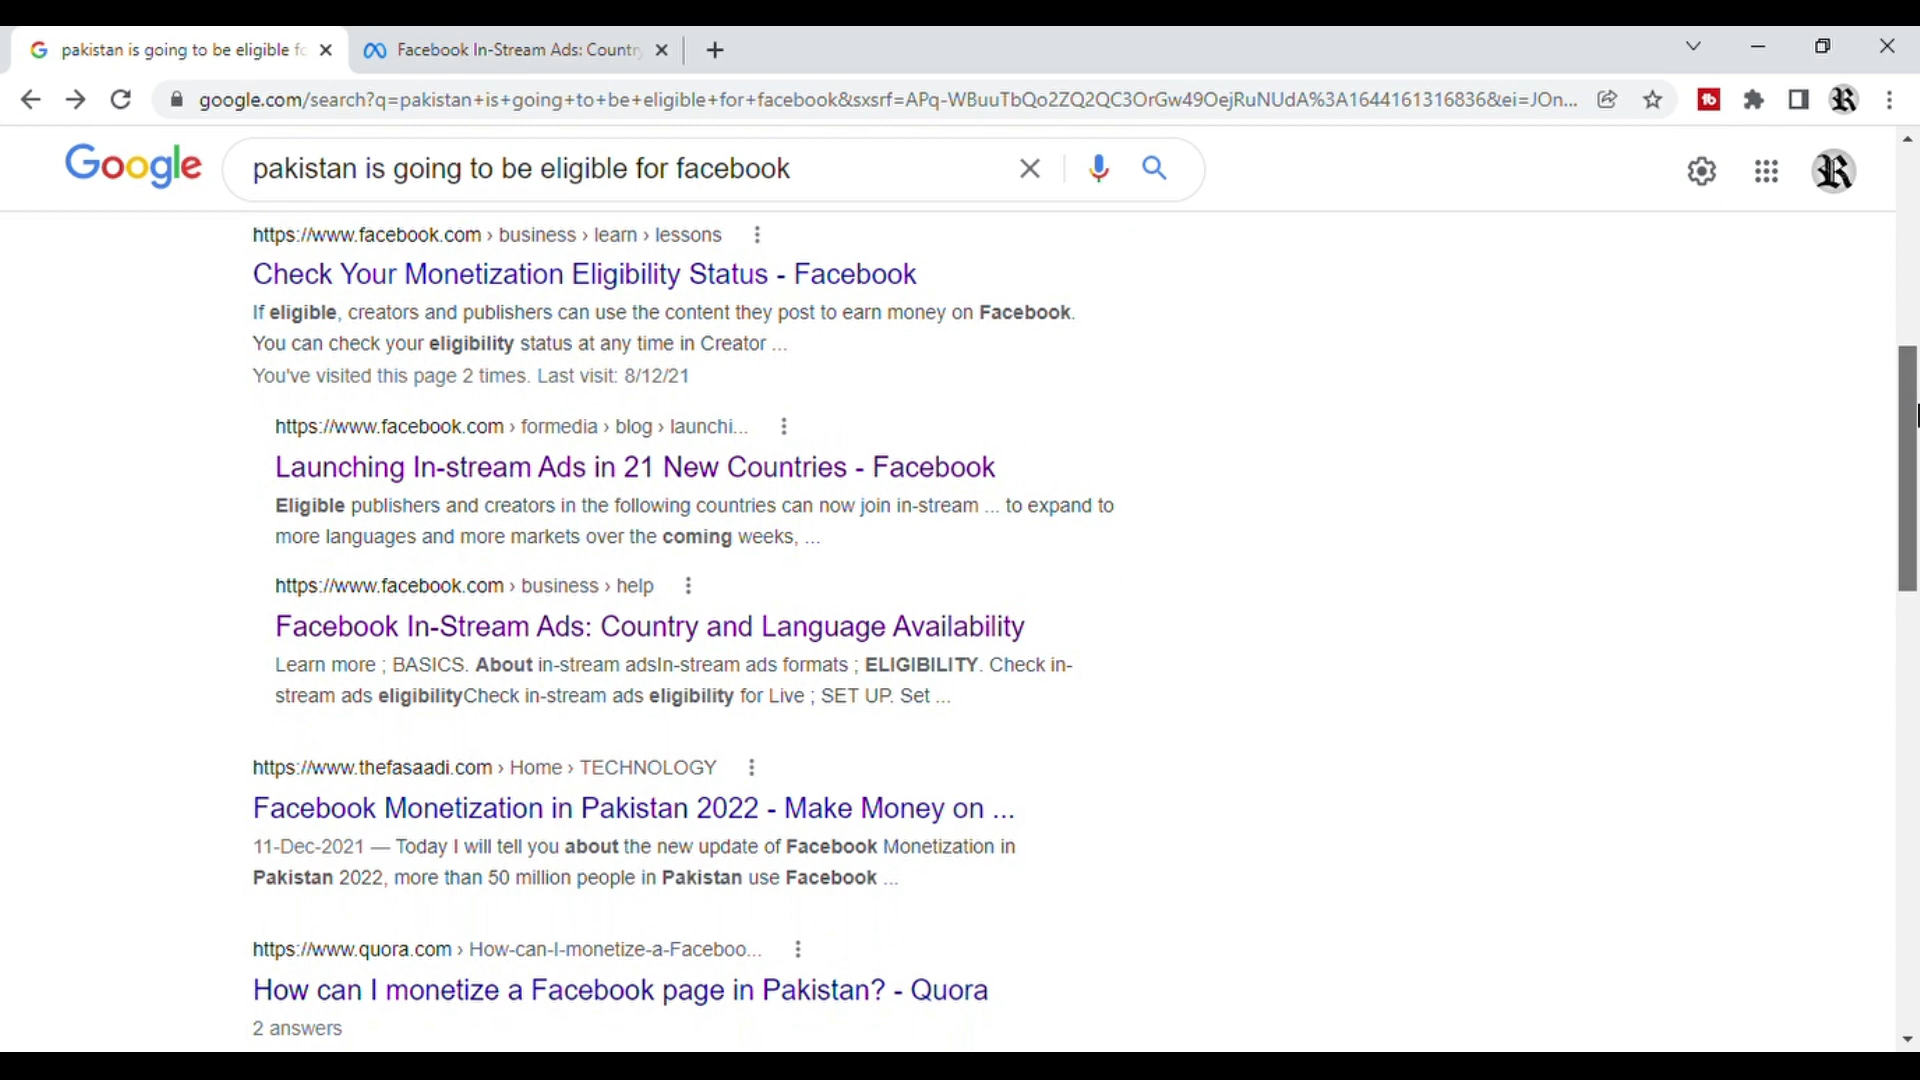 pakistan is going to be eligible fo
Facebook In-Stream Ads: Countr
google.com/search?q=pakistan+is+going+to+be+eligible+for+facebook&sxsrf=APq-WBuuTbQo2ZQ2QC3OrGw49OejRuNUdA%3A1644161316836&ei=JOn...
Google
pakistan is going to be eligible for facebook
https://www.facebook.com › business › learn › lessons
Check Your Monetization Eligibility Status - Facebook
If eligible, creators and publishers can use the content they post to earn money on Facebook.
You can check your eligibility status at any time in Creator ...
You've visited this page 2 times. Last visit: 8/12/21
https://www.facebook.com › formedia › blog › launchi...
Launching In-stream Ads in 21 New Countries - Facebook
Eligible publishers and creators in the following countries can now join in-stream ... to expand to
more languages and more markets over the coming weeks, ...
https://www.facebook.com › business › help
Facebook In-Stream Ads: Country and Language Availability
Learn more ; BASICS. About in-stream adsIn-stream ads formats ; ELIGIBILITY. Check in-
stream ads eligibilityCheck in-stream ads eligibility for Live ; SET UP. Set ...
https://www.thefasaadi.com › Home › TECHNOLOGY
Facebook Monetization in Pakistan 2022 - Make Money on ...
11-Dec-2021 — Today I will tell you about the new update of Facebook Monetization in
Pakistan 2022, more than 50 million people in Pakistan use Facebook ...
https://www.quora.com › How-can-I-monetize-a-Faceboo...
How can I monetize a Facebook page in Pakistan? - Quora
2 answers